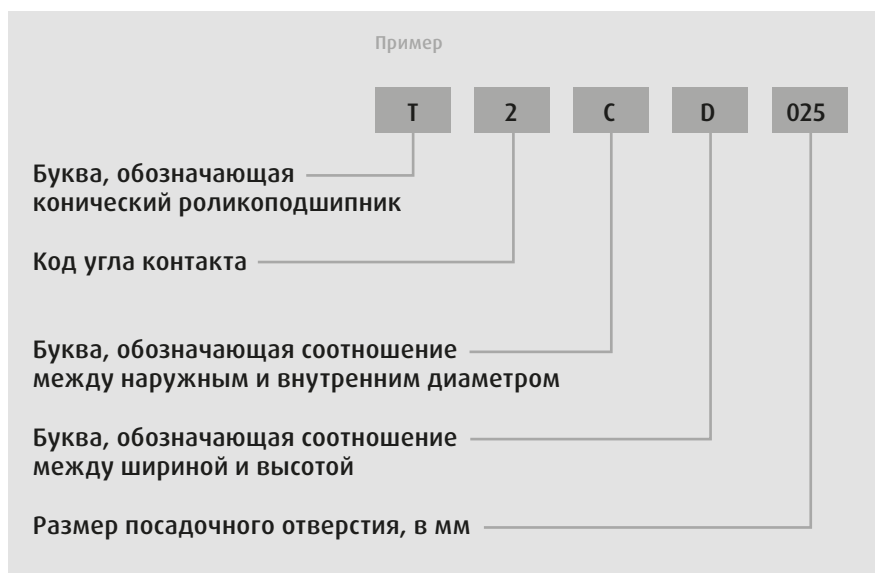 Пример
T 2 C D 025
Буква, обозначающая
конический роликоподшипник
Код угла контакта
Буква, обозначающая соотношение
между наружным и внутренним диаметром
Буква, обозначающая соотношение
между шириной и высотой
Размер посадочного отверстия, в мм